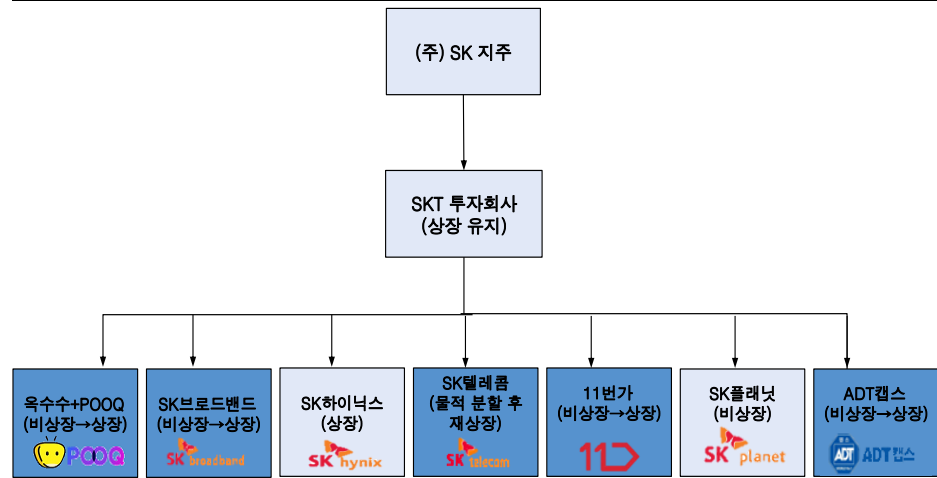 (주) SK 지주
SKT 투자회사
(상장 유지)
옥수수+POOQ
(비상장→상장)
POOQ
SK브로드밴드
(비상장→상장)
SK broadband
SK하이닉스
(상장)
SK hynix
SK텔레콤
(물적 분할 후
재상장)
SK telecom
11번가
(비상장→상장)
11
SK플래닛
(비상장)
SK planet
ADT캡스
(비상장→상장)
ADT ADT캡스